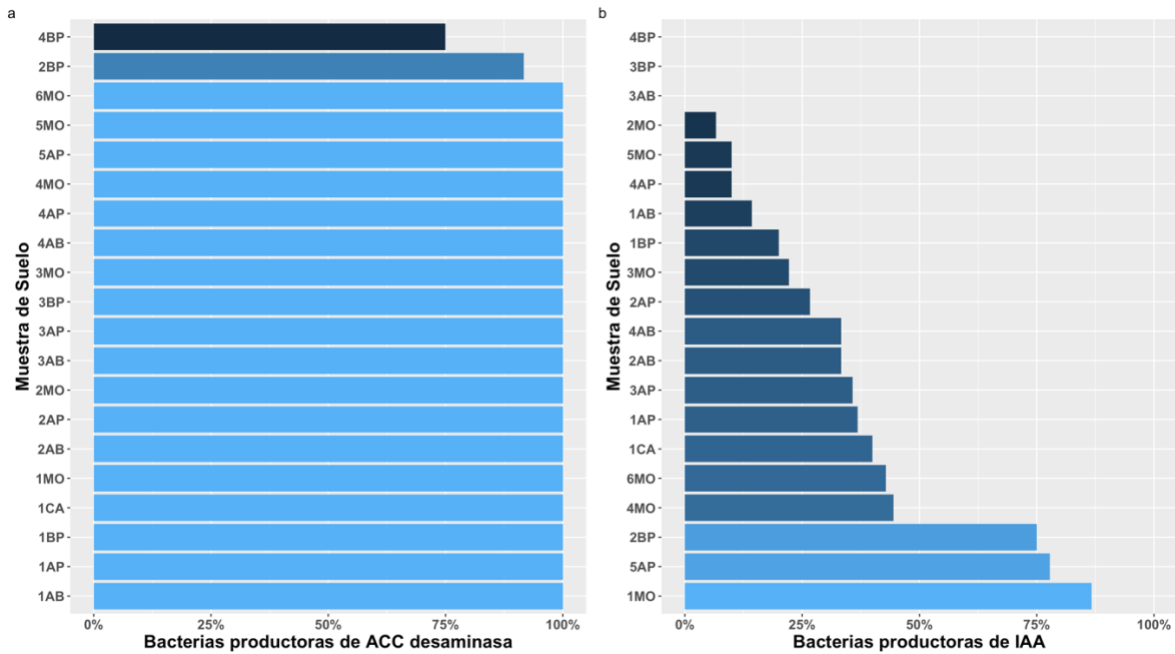 a
4BP
2BP
6MO
5MO
5AP
4MO
4AP
4AB
3MO
3BP
3AP
3AB
2MO
2AP
2AB
1MO
1CA
1BP
1AP
1AB
Muestra de Suelo
0% 25% 50% 75% 100%
Bacterias productoras de ACC desaminasa
b
4BP
3BP
3AB
2MO
5MO
4AP
1AB
1BP
3MO
2AP
4AB
2AB
3AP
1AP
1CA
6MO
4MO
2BP
5AP
1MO
Muestra de Suelo
0% 25% 50% 75% 100%
Bacterias productoras de IAA